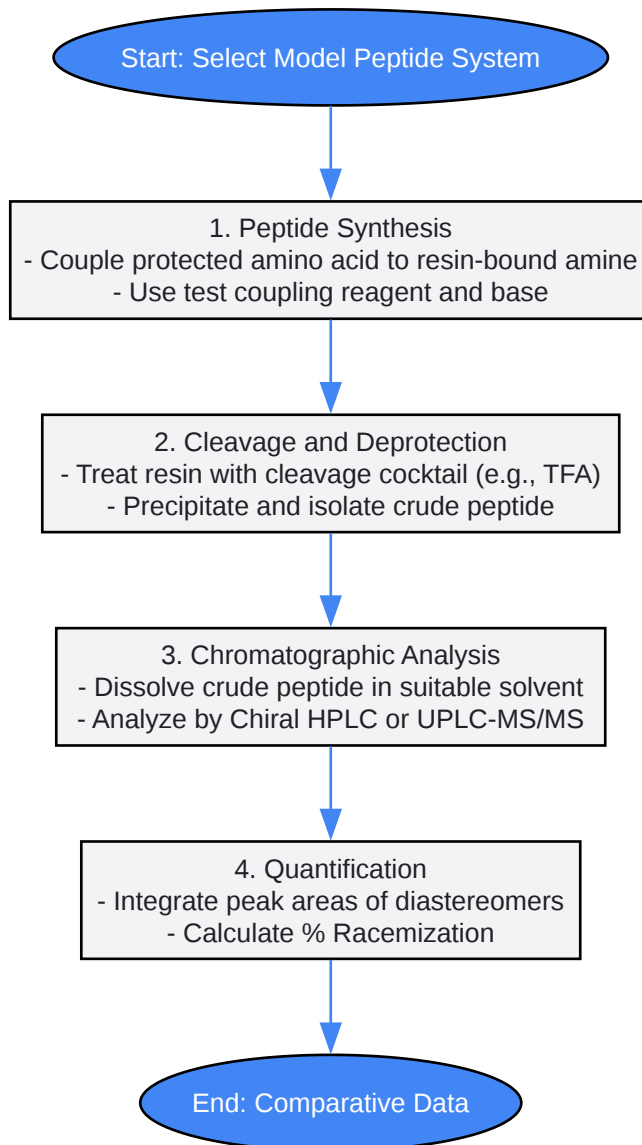 Start: Select Model Peptide System
1. Peptide Synthesis
- Couple protected amino acid to resin-bound amine
- Use test coupling reagent and base
2. Cleavage and Deprotection
- Treat resin with cleavage cocktail (e.g., TFA)
- Precipitate and isolate crude peptide
3. Chromatographic Analysis
- Dissolve crude peptide in suitable solvent
- Analyze by Chiral HPLC or UPLC-MS/MS
4. Quantification
- Integrate peak areas of diastereomers
- Calculate % Racemization
End: Comparative Data